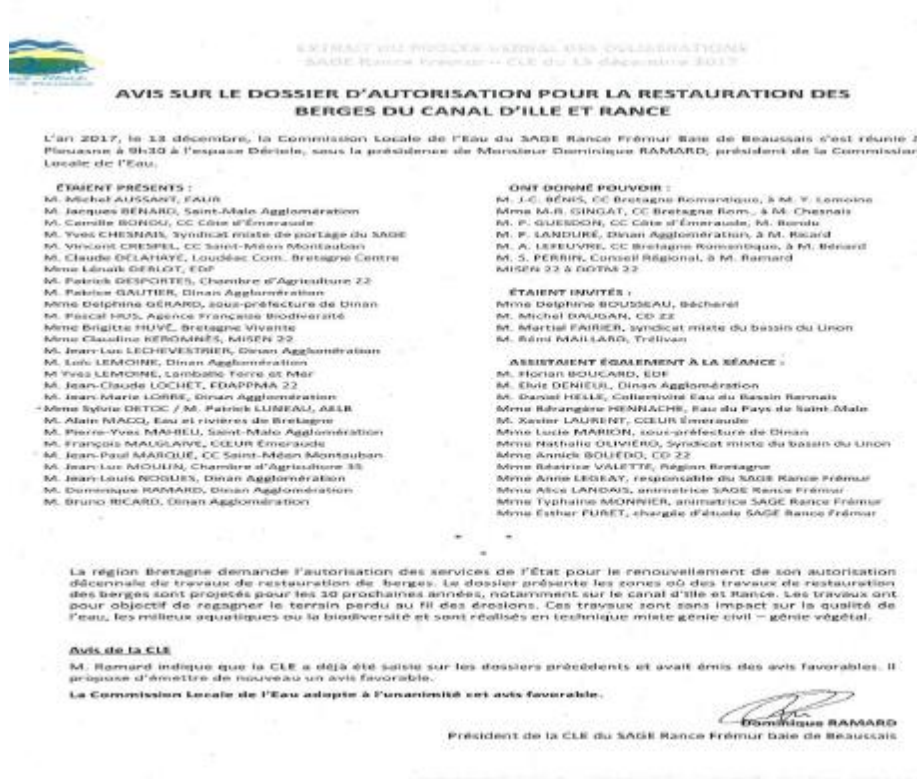 EXTRAIT DU PROCÈS-VERBAL DES DÉLIBÉRATIONS
SAGE Rance Frémur – CLE du 13 décembre 2017
AVIS SUR LE DOSSIER D'AUTORISATION POUR LA RESTAURATION DES
BERGES DU CANAL D'ILLE ET RANCE
L'an 2017, le 13 décembre, la Commission Locale de l'Eau du SAGE Rance Frémur Baie de Beaussais s'est réunie à
Plouasne à 9h30 à l'espace Dériole, sous la présidence de Monsieur Dominique RAMARD, président de la Commission
Locale de l'Eau.
ÉTAIENT PRÉSENTS :
M. Michel AUSSANT, FAUR
M. Jacques BÉNARD, Saint-Malo Agglomération
M. Camille BONDU, CC Côte d'Émeraude
M. Yves CHESNAIS, Syndicat mixte de portage du SAGE
M. Vincent CRESPEL, CC Saint-Méen Montauban
M. Claude DELAHAYE, Loudéac Com. Bretagne Centre
Mme Lénaïk DERLOT, EDF
M. Patrick DESPORTES, Chambre d'Agriculture 22
M. Patrice GAUTIER, Dinan Agglomération
Mme Delphine GÉRARD, sous-préfecture de Dinan
M. Pascal HUS, Agence Française Biodiversité
Mme Brigitte HUVÉ, Bretagne Vivante
Mme Claudine KEROMNÈS, MISEN 22
M. Jean-Luc LECHEVESTRIER, Dinan Agglomération
M. Loïc LEMOINE, Dinan Agglomération
M Yves LEMOINE, Lamballe Terre et Mer
M. Jean-Claude LOCHET, FDAPPMA 22
M. Jean-Marie LORRE, Dinan Agglomération
Mme Sylvie DETOC / M. Patrick LUNEAU, AELB
M. Alain MACQ, Eau et rivières de Bretagne
M. Pierre-Yves MAHIEU, Saint-Malo Agglomération
M. François MAUGLAIVE, CŒUR Émeraude
M. Jean-Paul MARQUÉ, CC Saint-Méen Montauban
M. Jean-Luc MOULIN, Chambre d'Agriculture 35
M. Jean-Louis NOGUES, Dinan Agglomération
M. Dominique RAMARD, Dinan Agglomération
M. Bruno RICARD, Dinan Agglomération
ONT DONNÉ POUVOIR :
M. J-C. BÉNIS, CC Bretagne Romantique, à M. Y. Lemoine
Mme M-R. GINGAT, CC Bretagne Rom., à M. Chesnais
M. P. GUESDON, CC Côte d'Émeraude, M. Bondu
M. P. LANDURÉ, Dinan Agglomération, à M. Ricard
M. A. LEFEUVRE, CC Bretagne Romantique, à M. Bénard
M. S. PERRIN, Conseil Régional, à M. Ramard
MISEN 22 à DDTM 22
ÉTAIENT INVITÉS :
Mme Delphine BOUSSEAU, Bécherel
M. Michel DAUGAN, CD 22
M. Martial FAIRIER, syndicat mixte du bassin du Linon
M. Rémi MAILLARD, Trélivan
ASSISTAIENT ÉGALEMENT À LA SÉANCE :
M. Florian BOUCARD, EDF
M. Elvis DENIEUL, Dinan Agglomération
M. Daniel HELLE, Collectivité Eau du Bassin Rennais
Mme Bérangère HENNACHE, Eau du Pays de Saint-Malo
M. Xavier LAURENT, CŒUR Émeraude
Mme Lucie MARION, sous-préfecture de Dinan
Mme Nathalie OLIVIÉRO, Syndicat mixte du bassin du Linon
Mme Annick BOUËDO, CD 22
Mme Béatrice VALETTE, Région Bretagne
Mme Anne LEGEAY, responsable du SAGE Rance Frémur
Mme Alice LANDAIS, animatrice SAGE Rance Frémur
Mme Typhaine MONNIER, animatrice SAGE Rance Frémur
Mme Esther FURET, chargée d'étude SAGE Rance Frémur
* *
*
La région Bretagne demande l'autorisation des services de l'État pour le renouvellement de son autorisation
décennale de travaux de restauration de berges. Le dossier présente les zones où des travaux de restauration
des berges sont projetés pour les 10 prochaines années, notamment sur le canal d'Ille et Rance. Les travaux ont
pour objectif de regagner le terrain perdu au fil des érosions. Ces travaux sont sans impact sur la qualité de
l'eau, les milieux aquatiques ou la biodiversité et sont réalisés en technique mixte génie civil – génie végétal.
Avis de la CLE
M. Ramard indique que la CLE a déjà été saisie sur les dossiers précédents et avait émis des avis favorables. Il
propose d'émettre de nouveau un avis favorable.
La Commission Locale de l'Eau adopte à l'unanimité cet avis favorable.
Dominique RAMARD
Président de la CLE du SAGE Rance Frémur baie de Beaussais